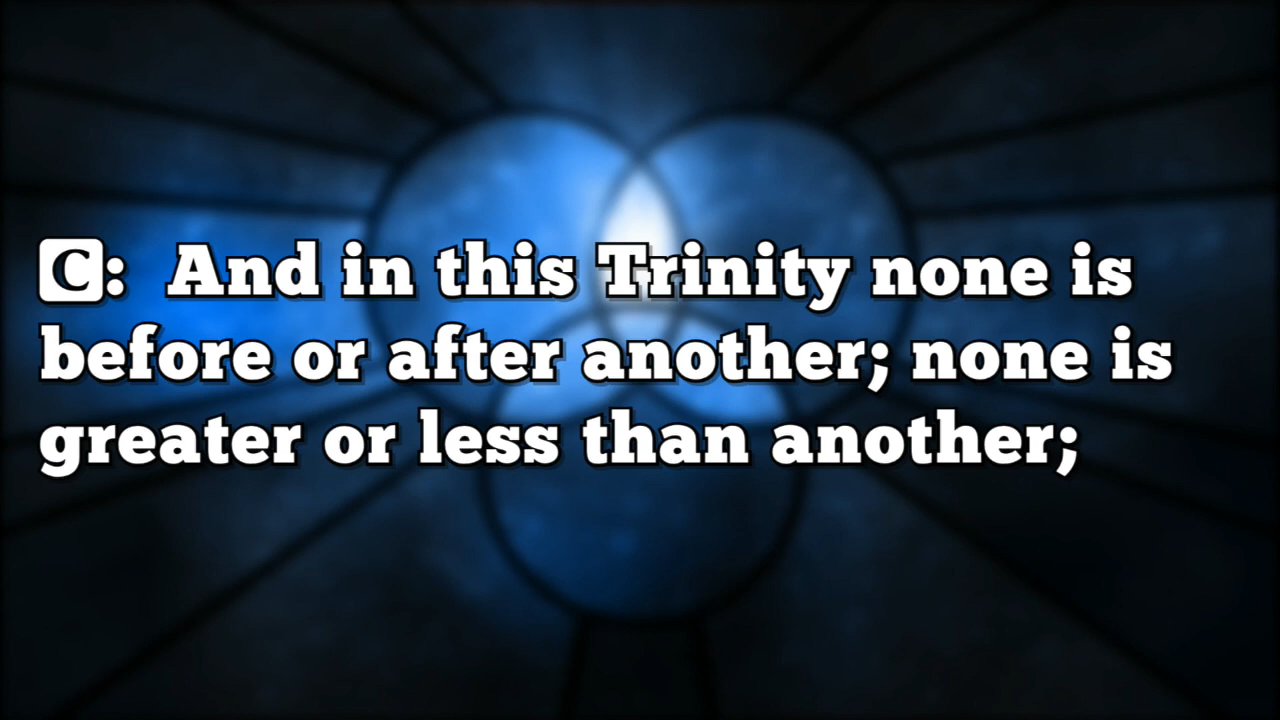 C: And in this Trinity none is
before or after another; none is
greater or less than another;